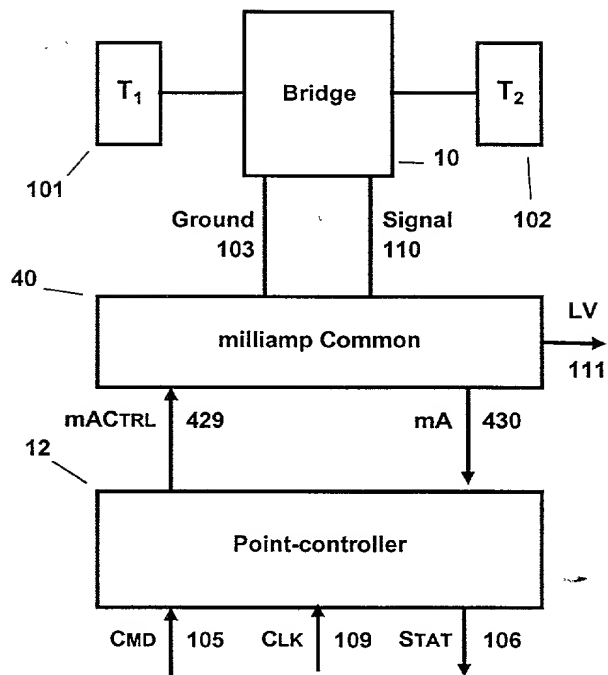 T1
Bridge
T2
101
10
102
Ground
103
Signal
110
40
milliamp Common
LV
111
mACTRL 429
mA 430
12
Point-controller
CMD 105
CLK 109
STAT 106